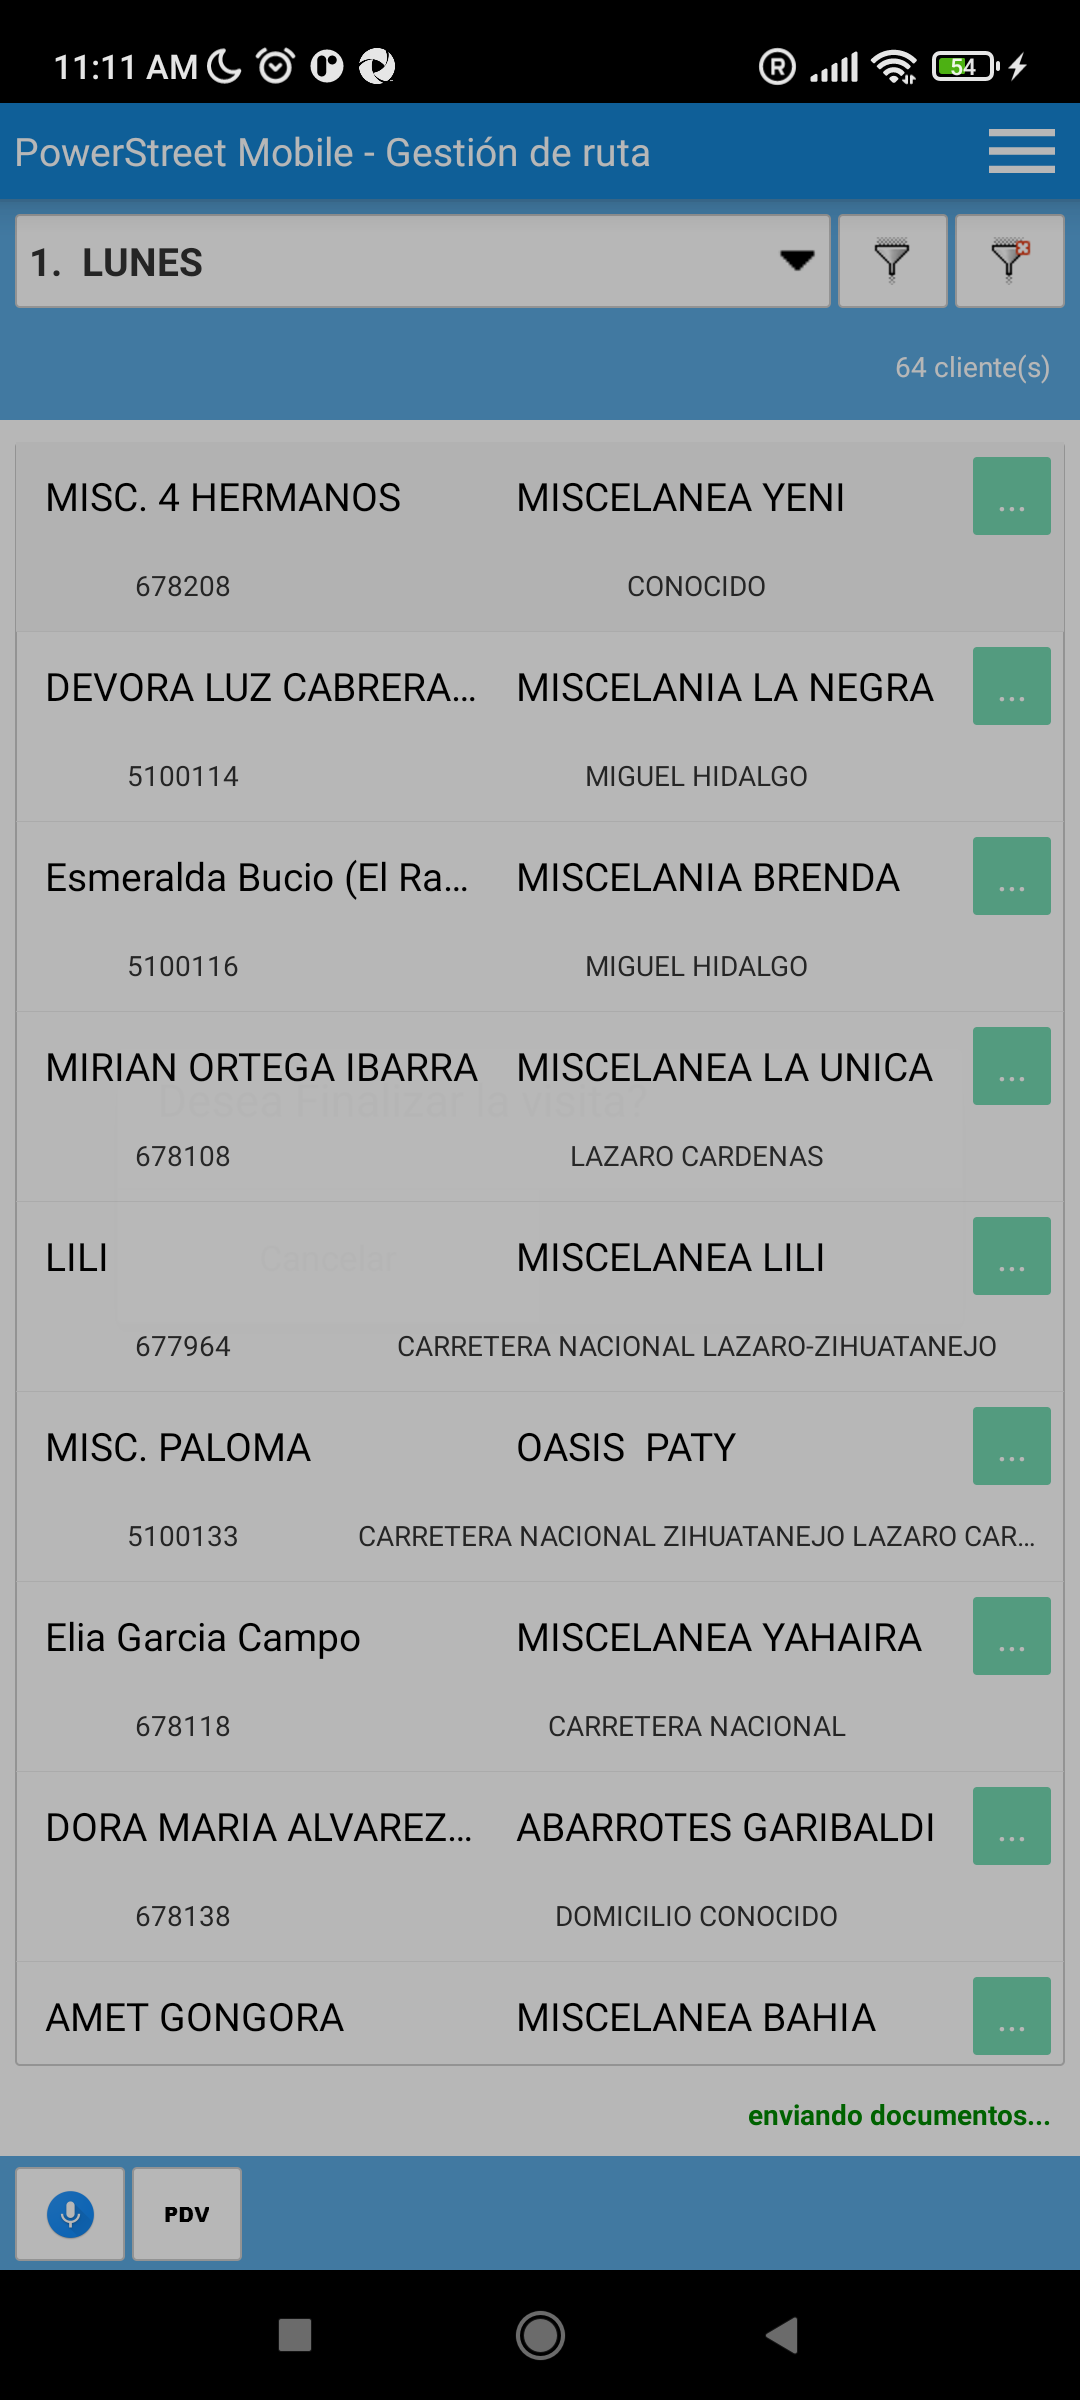 11:11 AM
54
PowerStreet Mobile - Gestión de ruta
1. LUNES
64 cliente(s)
MISC. 4 HERMANOS MISCELANEA YENI ...
678208 CONOCIDO
DEVORA LUZ CABRERA... MISCELANIA LA NEGRA ...
5100114 MIGUEL HIDALGO
Esmeralda Bucio (El Ra... MISCELANIA BRENDA ...
5100116 MIGUEL HIDALGO
MIRIAN ORTEGA IBARRA MISCELANEA LA UNICA ...
Desea Finalizar la visita?
678108 LAZARO CARDENAS
LILI MISCELANEA LILI ...
Cancelar
677964 CARRETERA NACIONAL LAZARO-ZIHUATANEJO
MISC. PALOMA OASIS PATY ...
5100133 CARRETERA NACIONAL ZIHUATANEJO LAZARO CAR...
Elia Garcia Campo MISCELANEA YAHAIRA ...
678118 CARRETERA NACIONAL
DORA MARIA ALVAREZ... ABARROTES GARIBALDI ...
678138 DOMICILIO CONOCIDO
AMET GONGORA MISCELANEA BAHIA ...
enviando documentos...
PDV